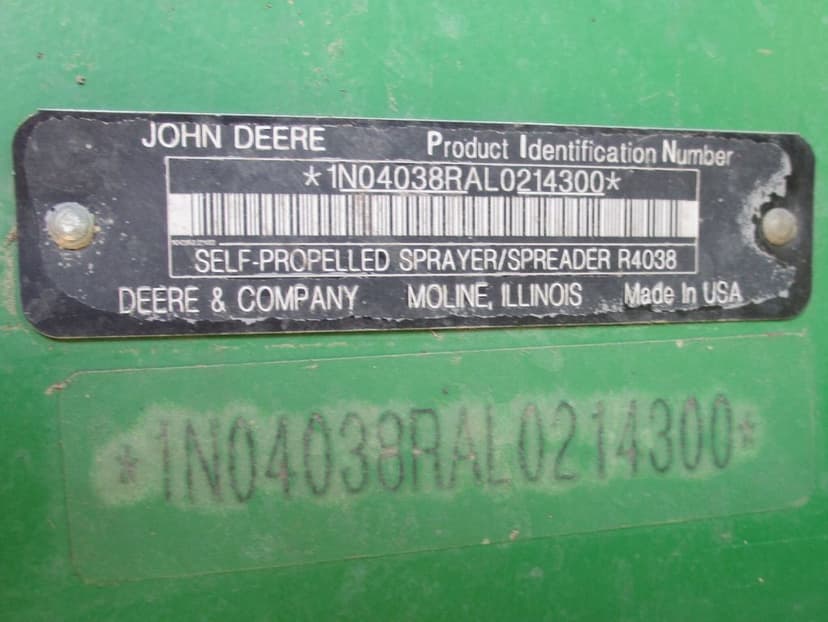 JOHN DEERE Product Identification Number
*1N04038RAL0214300*
SELF-PROPELLED SPRAYER/SPREADER R4038
DEERE & COMPANY MOLINE, ILLINOIS Made In USA
*1N04038RAL0214300*